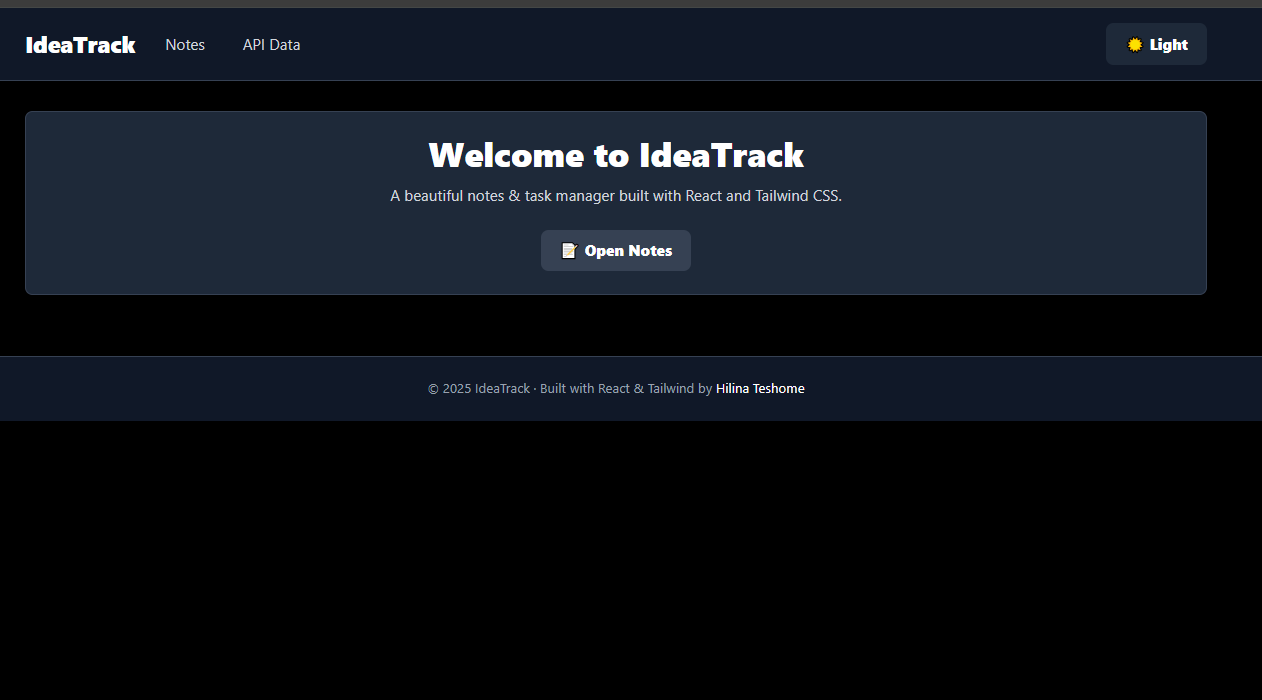 IdeaTrack Notes API Data Light
Welcome to IdeaTrack
A beautiful notes & task manager built with React and Tailwind CSS.
Open Notes
© 2025 IdeaTrack · Built with React & Tailwind by Hilina Teshome